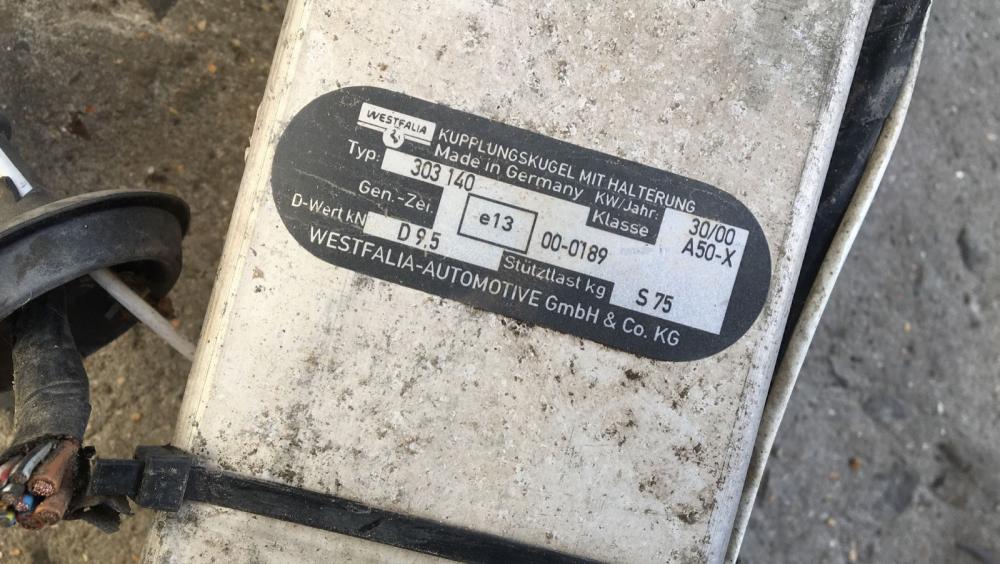 WESTFALIA
KUPPLUNGSKUGEL MIT HALTERUNG
Made in Germany
Typ: 303 140
KW/Jahr: 30/00
Gen.-Zei. e13 00-0189
Klasse A50-X
D-Wert kN D 9.5
Stütztlast kg S 75
WESTFALIA-AUTOMOTIVE GmbH & Co. KG